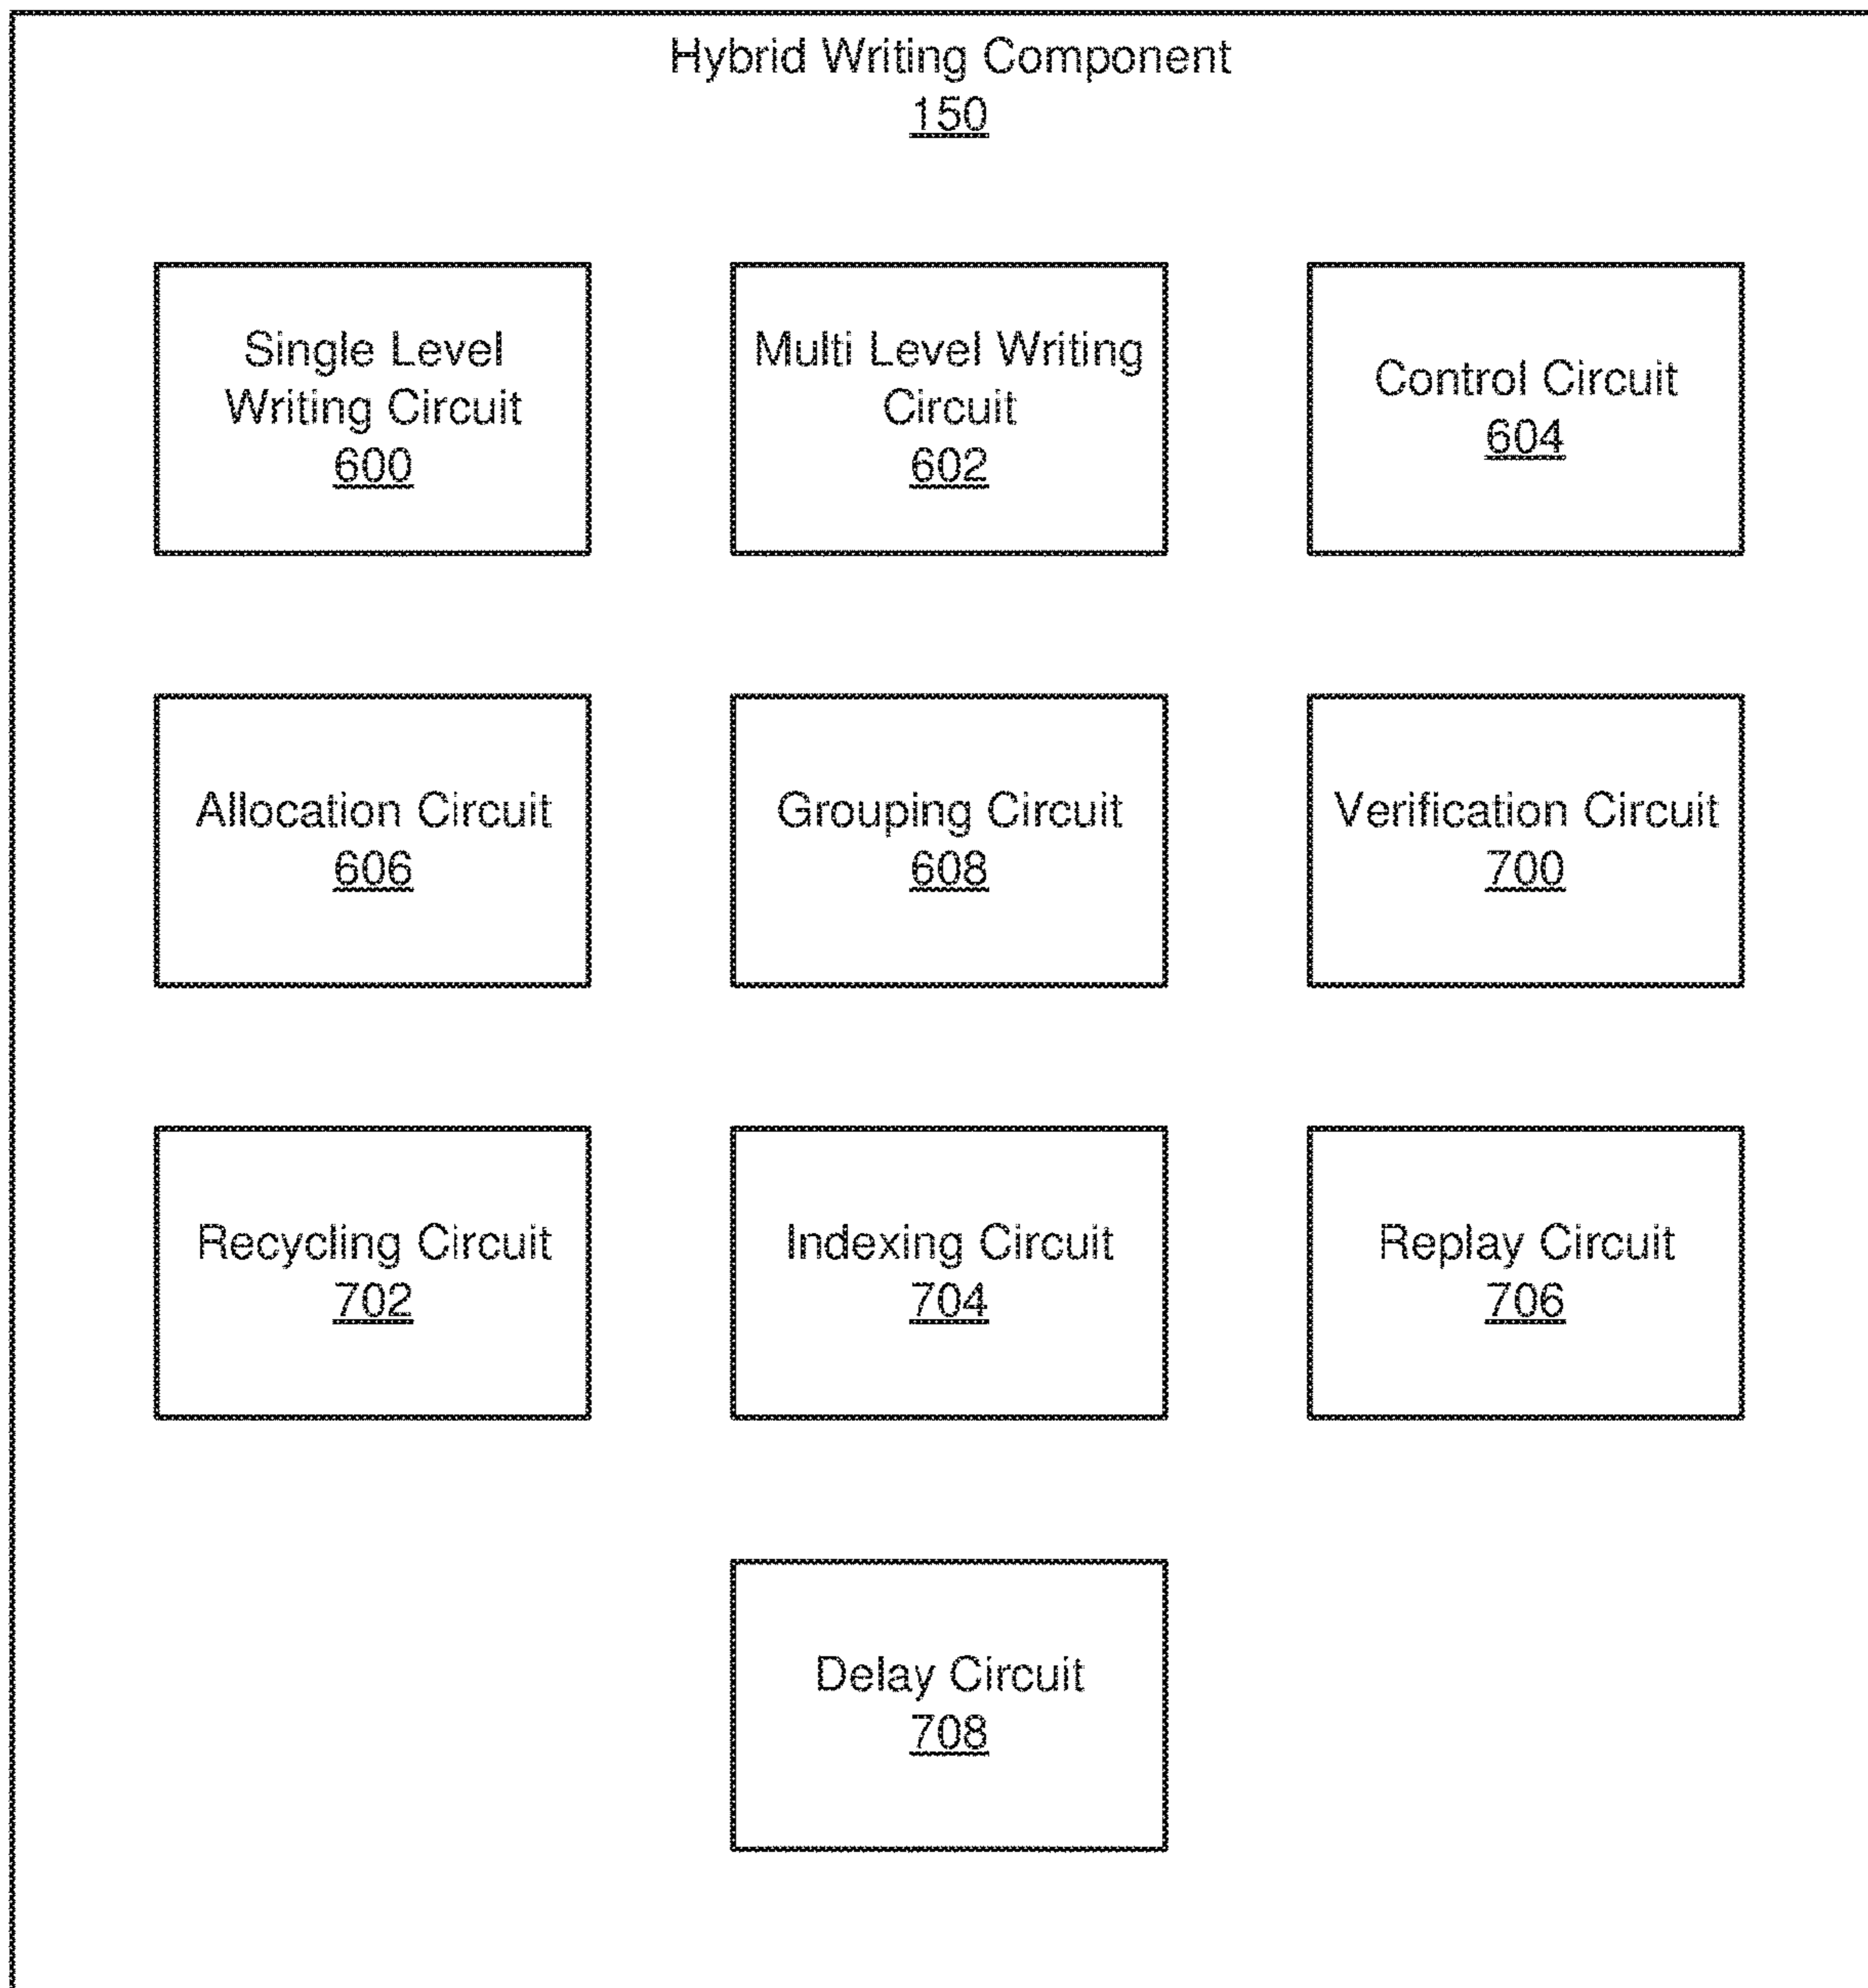 Hybrid Writing Component
150
Single Level
Writing Circuit
600
Multi Level Writing
Circuit
602
Control Circuit
604
Allocation Circuit
606
Grouping Circuit
608
Verification Circuit
700
Recycling Circuit
702
Indexing Circuit
704
Replay Circuit
706
Delay Circuit
708